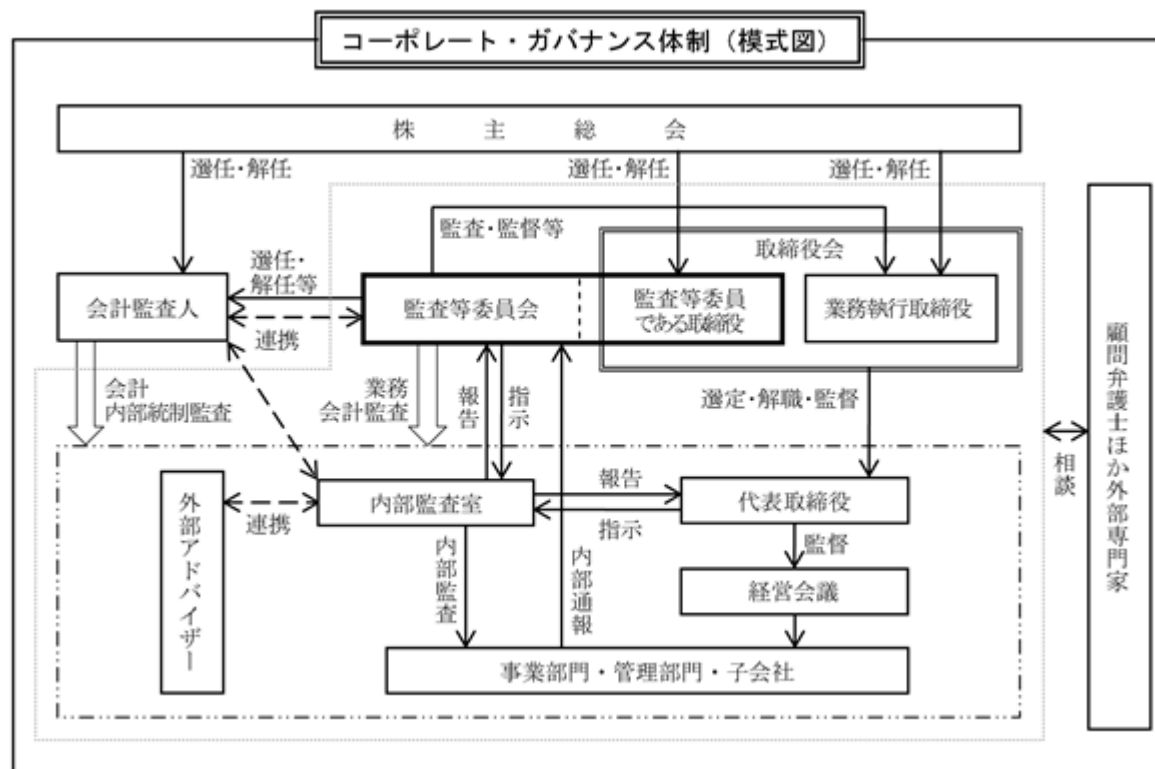 コーポレート・ガバナンス体制（模式図）
株主総会
選任・解任
選任・解任
選任・解任
監査・監督等
取締役会
選任・
解任等
会計監査人
監査等委員会
監査等委員
である取締役
業務執行取締役
連携
会計
内部統制監査
業務
会計監査
報告
指示
選定・解職・監督
顧問弁護士ほか外部専門家
相談
外部アドバイザー
連携
内部監査室
報告
指示
代表取締役
監督
内部監査
内部通報
経営会議
事業部門・管理部門・子会社